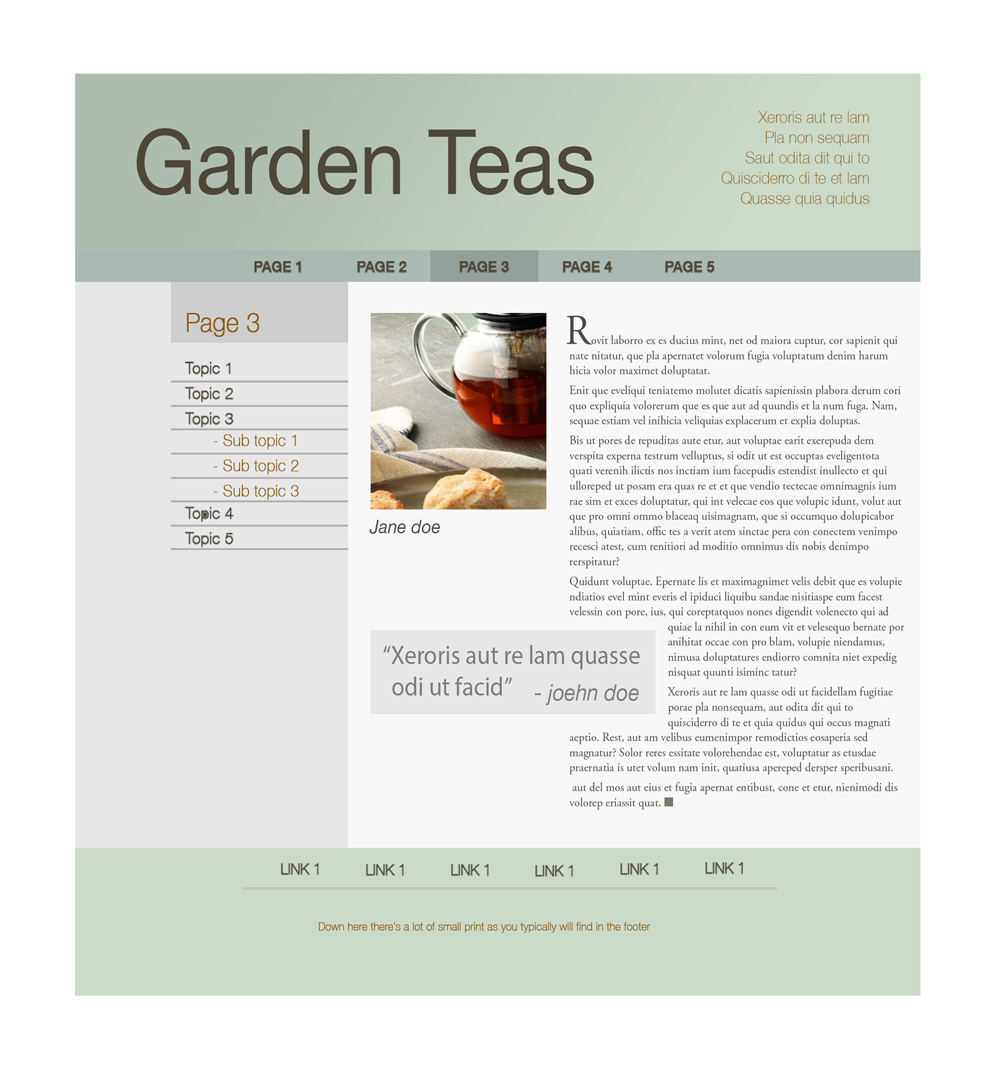 Garden Teas
Xeroris aut re lam
Pla non sequam
Saut odita dit qui to
Quisciderro di te et lam
Quasse quia quidus
PAGE 1 PAGE 2 PAGE 3 PAGE 4 PAGE 5
Page 3
Topic 1
Topic 2
Topic 3
- Sub topic 1
- Sub topic 2
- Sub topic 3
Topic 4
Topic 5
Jane doe
Rovit laborro ex es ducius mint, net od maiora cuptur, cor sapienit qui
nate nitatur, que pla apernatet volorum fugia voluptatum denim harum
hicia volor maximet doluptatat.
Enit que eveliqui teniatemo molutet dicatis sapienissin plabora derum cori
quo expliquia volorerum que es que aut ad quundis et la num fuga. Nam,
sequae estiam vel inihicia veliquias explacerum et explia doluptas.
Bis ut pores de repuditas aute etur, aut voluptae earit exerepuda dem
verspita experna testrum velluptus, si odit ut est occuptas eveligentota
quati verenih ilictis nos inctiam ium facepudis estendist inullecto et qui
ulloreped ut posam era quas re et et que vendio tectecae omnimagnis ium
rae sim et exces doluptatur, qui int velecae eos que volupic idunt, volut aut
que pro omni ommo blaceaq uisimagnam, que si occumquo dolupicabor
alibus, quiatiam, offic tes a verit atem sinctae pera con conectem venimpo
recesci atest, cum renitiori ad moditio omnimus dis nobis denimpo
rerspitatur?
Quidunt voluptae. Epernate lis et maximagnimet velis debit que es volupie
ndiatios evel mint everis el ipiduci liquibu sandae nisitiaspe eum facest
velessin con pore, ius, qui coreptatquos nones digendit volenecto qui ad
quiae la nihil in con eum vit et velesequo bernate por
anihitat occae con pro blam, volupie niendamus,
nimusa doluptatures endiorro comnita niet expedig
nisquat quunti isiminc tatur?
Xeroris aut re lam quasse odi ut facidellam fugitiae
porae pla nonsequam, aut odita dit qui to
quisciderro di te et quia quidus qui occus magnati
aeptio. Rest, aut am velibus eumenimpor remodictios eosaperia sed
magnatur? Solor reres essitate volorehendae est, voluptatur as etusdae
praernatia is utet volum nam init, quatiusa apereped dersper speribusani.
aut del mos aut eius et fugia apernat entibust, cone et etur, nienimodi dis
volorep eriassit quat.
“Xeroris aut re lam quasse
odi ut facid” - joehn doe
LINK 1 LINK 1 LINK 1 LINK 1 LINK 1 LINK 1
Down here there's a lot of small print as you typically will find in the footer